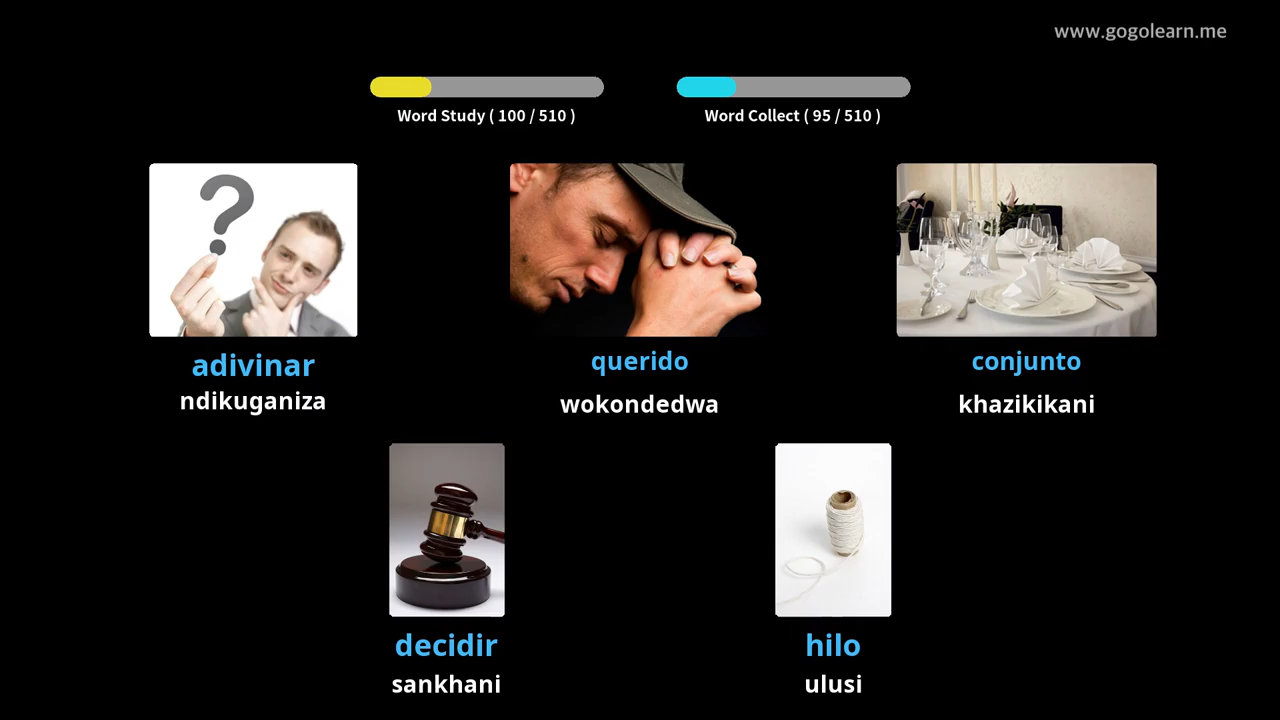 www.gogolearn.me
Word Study ( 100 / 510 )
Word Collect ( 95 / 510 )
adivinar
ndikuganiza
querido
wokondedwa
conjunto
khazikikani
decidir
sankhani
hilo
ulusi